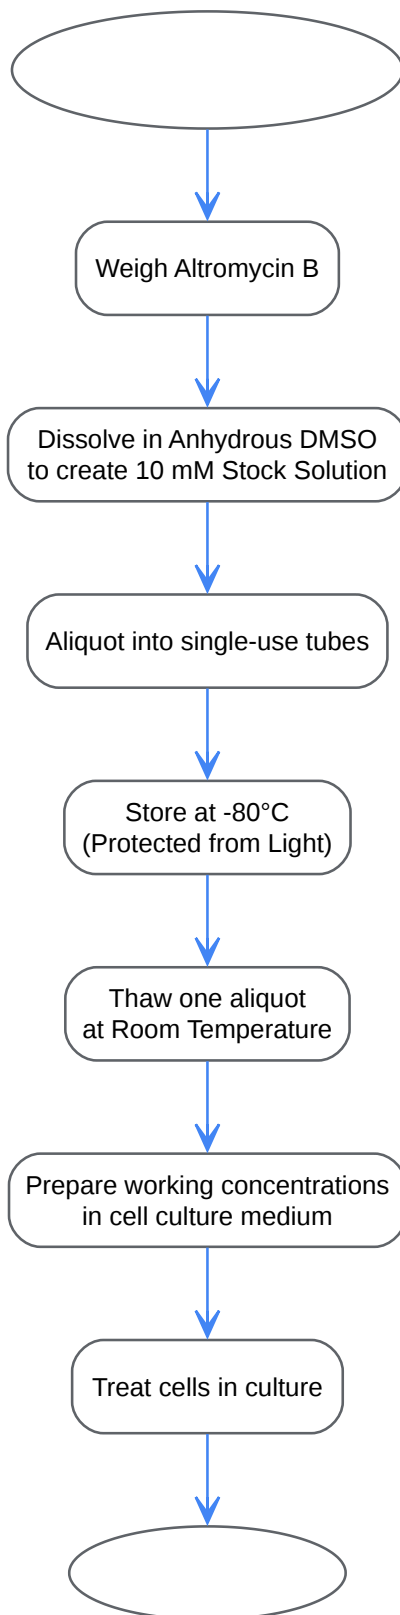 Weigh Altromycin B
Dissolve in Anhydrous DMSO
to create 10 mM Stock Solution
Aliquot into single-use tubes
Store at -80°C
(Protected from Light)
Thaw one aliquot
at Room Temperature
Prepare working concentrations
in cell culture medium
Treat cells in culture